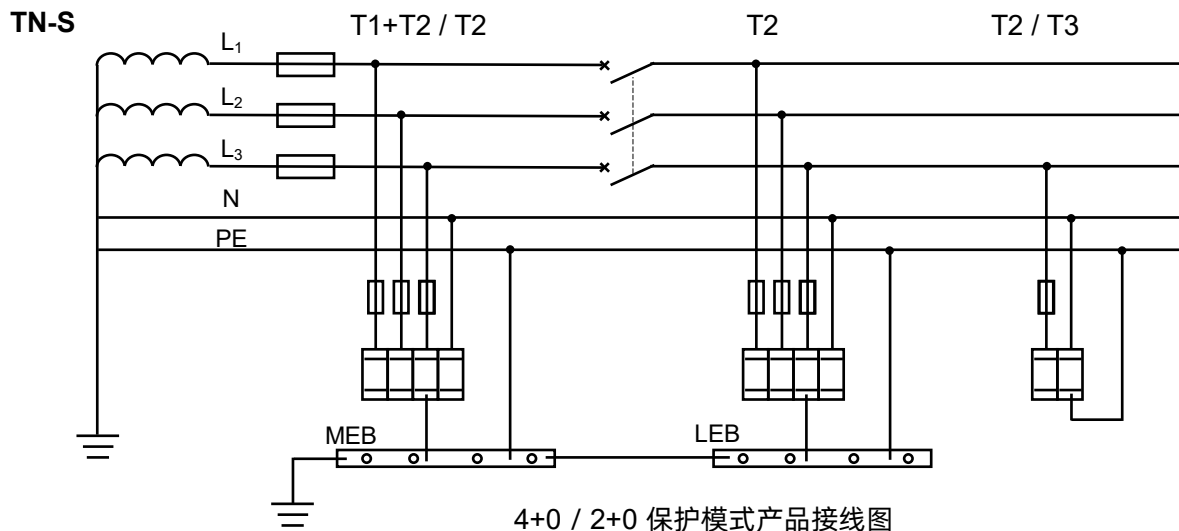 TN-S
T1+T2 / T2
T2
T2 / T3
L1
L2
L3
N
PE
MEB
LEB
4+0 / 2+0 保护模式产品接线图